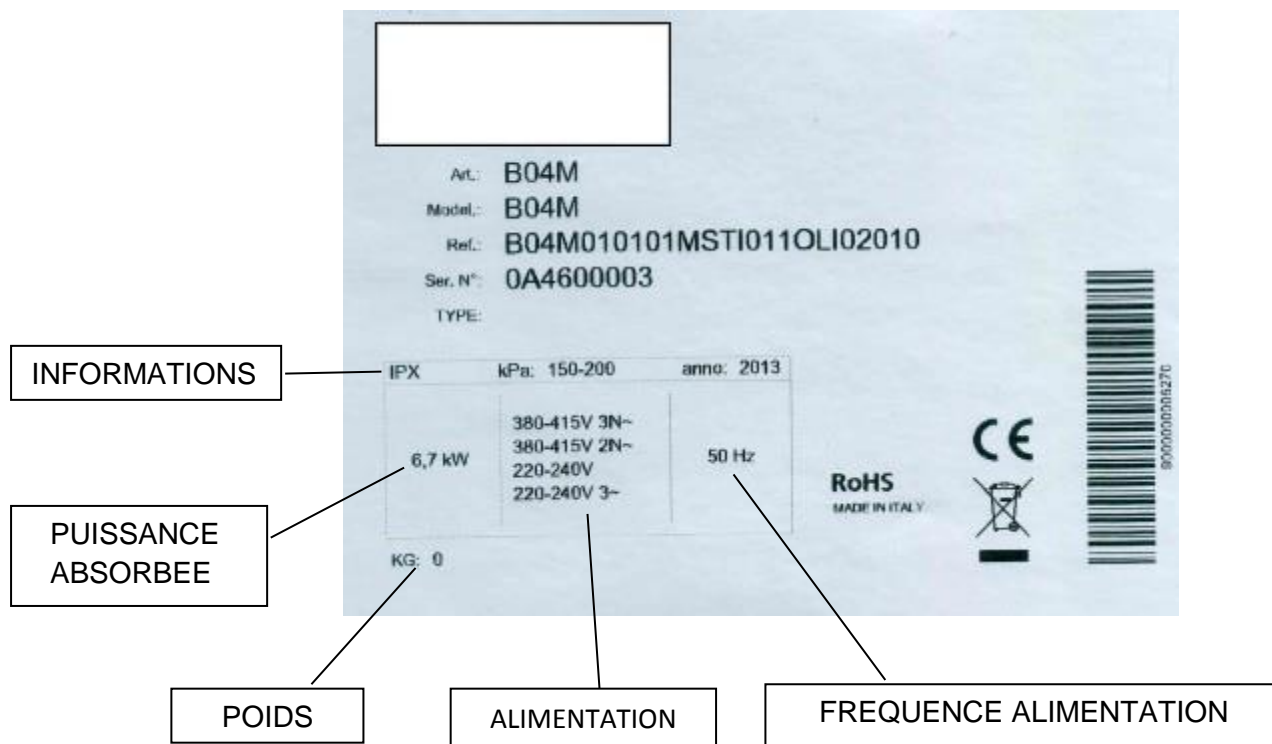 Art.: B04M
Model.: B04M
Ref.: B04M010101MSTI011OLI02010
Ser. N°: 0A4600003
TYPE:
INFORMATIONS
IPX kPa: 150-200 anno: 2013
380-415V 3N~
380-415V 2N~
6,7 kW
50 Hz
220-240V
220-240V 3~
PUISSANCE
ABSORBEE
KG: 0
RoHS
MADE IN ITALY
CE
POIDS
ALIMENTATION
FREQUENCE ALIMENTATION